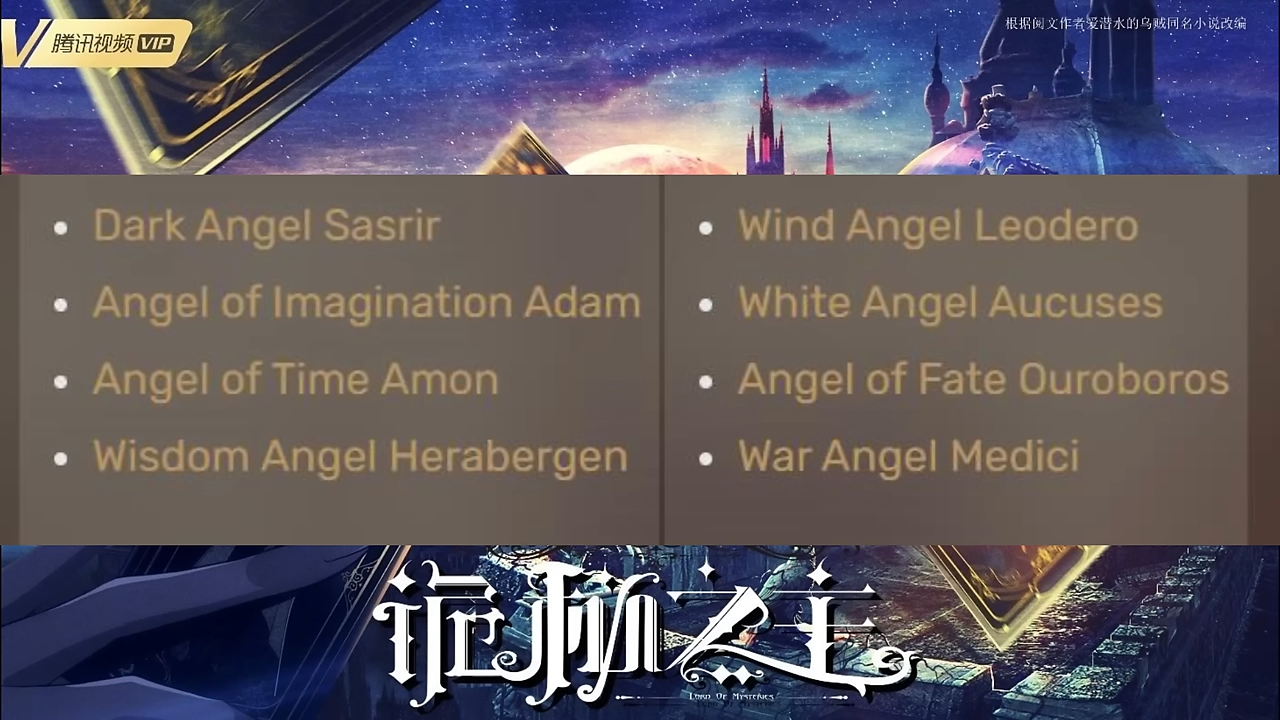 腾讯视频 VIP
根据阅文作者爱潜水的乌贼同名小说改编
Dark Angel Sasrir
Angel of Imagination Adam
Angel of Time Amon
Wisdom Angel Herabergen
Wind Angel Leodero
White Angel Aucuses
Angel of Fate Ouroboros
War Angel Medici
诡秘之主
LORD OF MYSTERIES